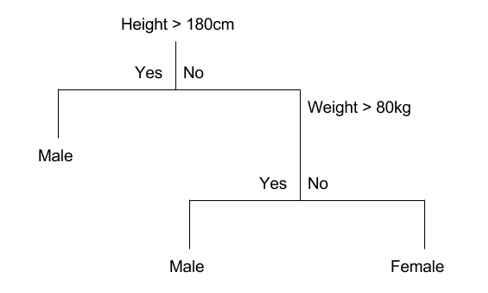 Height > 180cm
Yes No
Weight > 80kg
Male
Yes No
Male Female